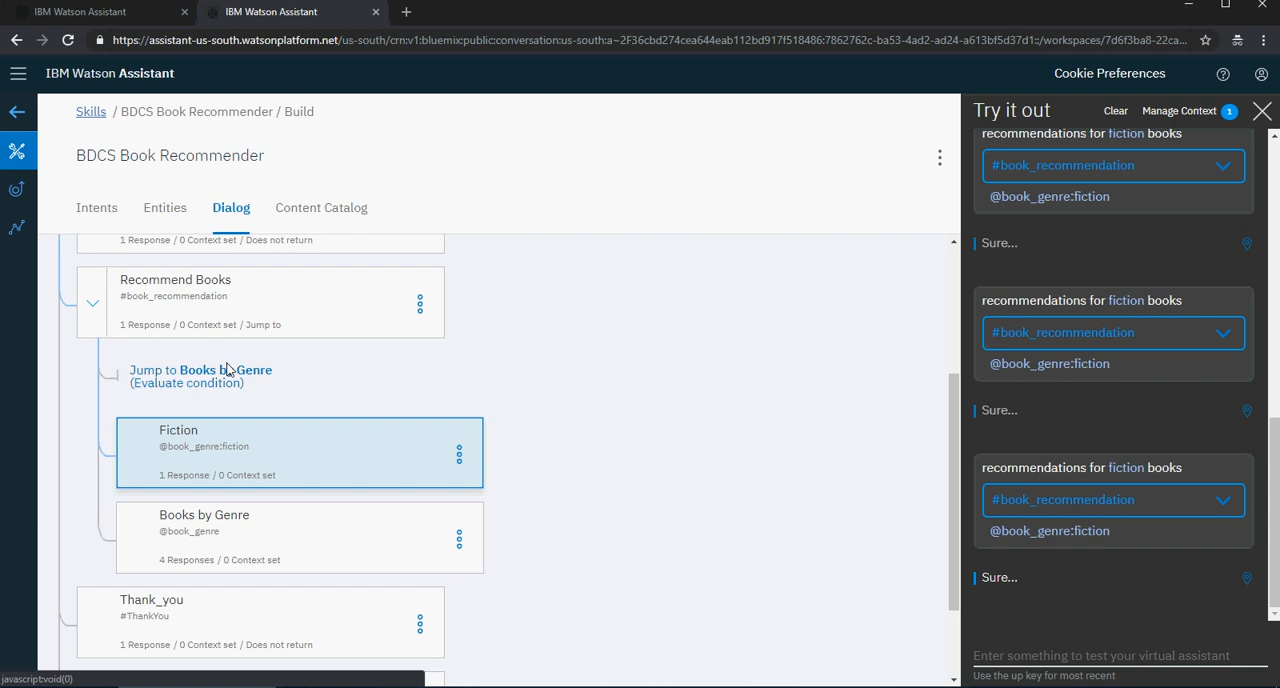 IBM Watson Assistant
IBM Watson Assistant
https://assistant-us-south.watsonplatform.net/us-south/crn:v1:bluemix:public:conversation:us-south:a~2F36cbd274cea644eab112bd917f518486:7862762c-ba53-4ad2-ad24-a613bf5d37d1::/workspaces/7d6f3ba8-22ca...
IBM Watson Assistant
Cookie Preferences
Skills / BDCS Book Recommender / Build
BDCS Book Recommender
Intents Entities Dialog Content Catalog
1 Response / 0 Context set / Does not return
Recommend Books
#book_recommendation
1 Response / 0 Context set / Jump to
Jump to Books by Genre
(Evaluate condition)
Fiction
@book_genre:fiction
1 Response / 0 Context set
Books by Genre
@book_genre
4 Responses / 0 Context set
Thank_you
#ThankYou
1 Response / 0 Context set / Does not return
javascript:void(0)
Try it out
Clear
Manage Context 1
recommendations for fiction books
#book_recommendation
@book_genre:fiction
Sure...
recommendations for fiction books
#book_recommendation
@book_genre:fiction
Sure...
recommendations for fiction books
#book_recommendation
@book_genre:fiction
Sure...
Enter something to test your virtual assistant
Use the up key for most recent